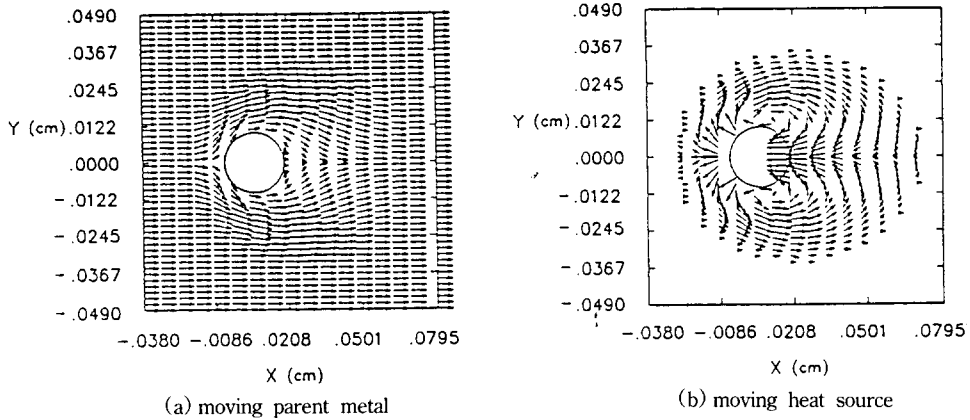 .0490
.0367
.0245
Y (cm) .0122
.0000
-.0122
-.0245
-.0367
-.0490
-.0380 -.0086 .0208 .0501 .0795
X (cm)
(a) moving parent metal
.0490
.0367
.0245
Y (cm) .0122
.0000
-.0122
-.0245
-.0367
-.0490
-.0380 -.0086 .0208 .0501 .0795
X (cm)
(b) moving heat source